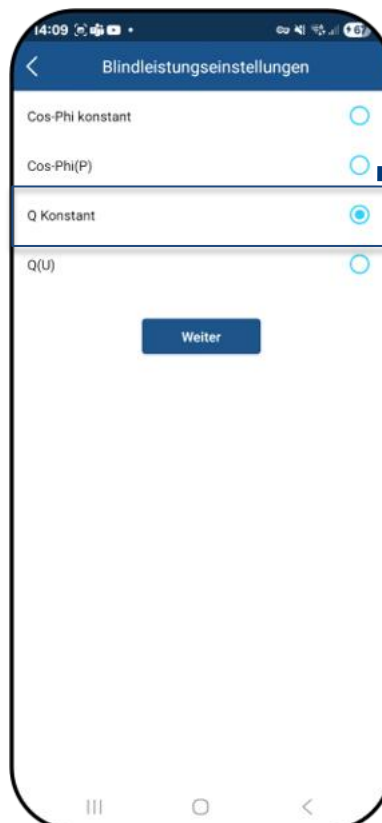 14:09
67
Blindleistungseinstellungen
Cos-Phi konstant
Cos-Phi(P)
Q Konstant
Q(U)
Weiter